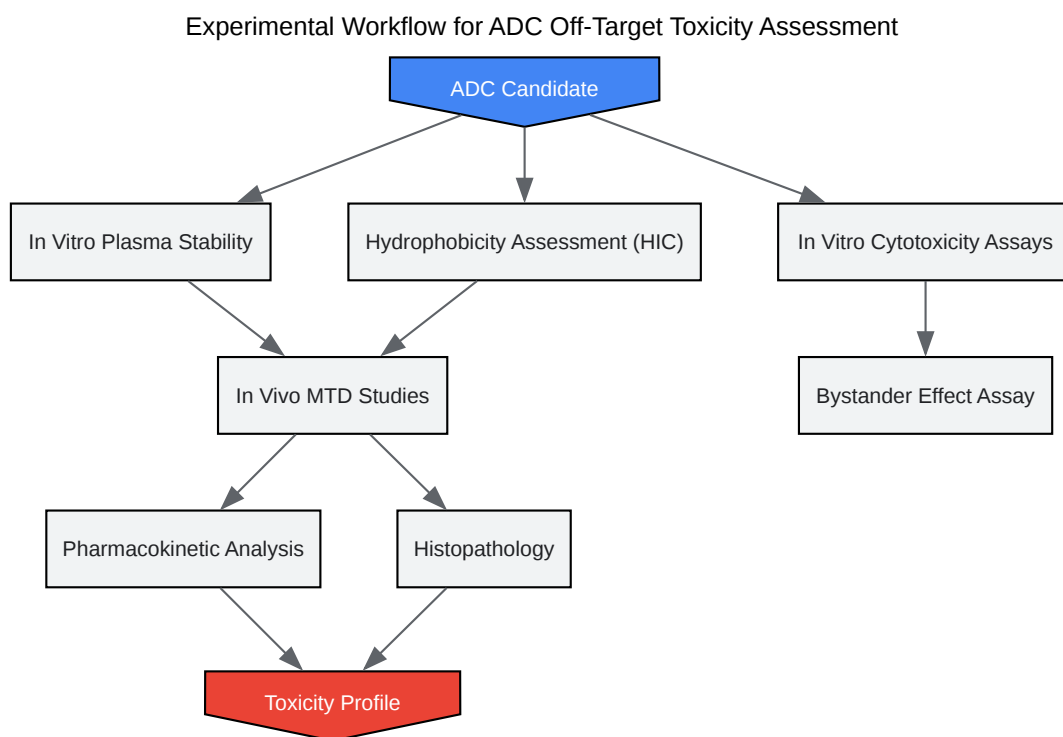 Experimental Workflow for ADC Off-Target Toxicity Assessment
ADC Candidate
In Vitro Plasma Stability
Hydrophobicity Assessment (HIC)
In Vitro Cytotoxicity Assays
In Vivo MTD Studies
Bystander Effect Assay
Pharmacokinetic Analysis
Histopathology
Toxicity Profile